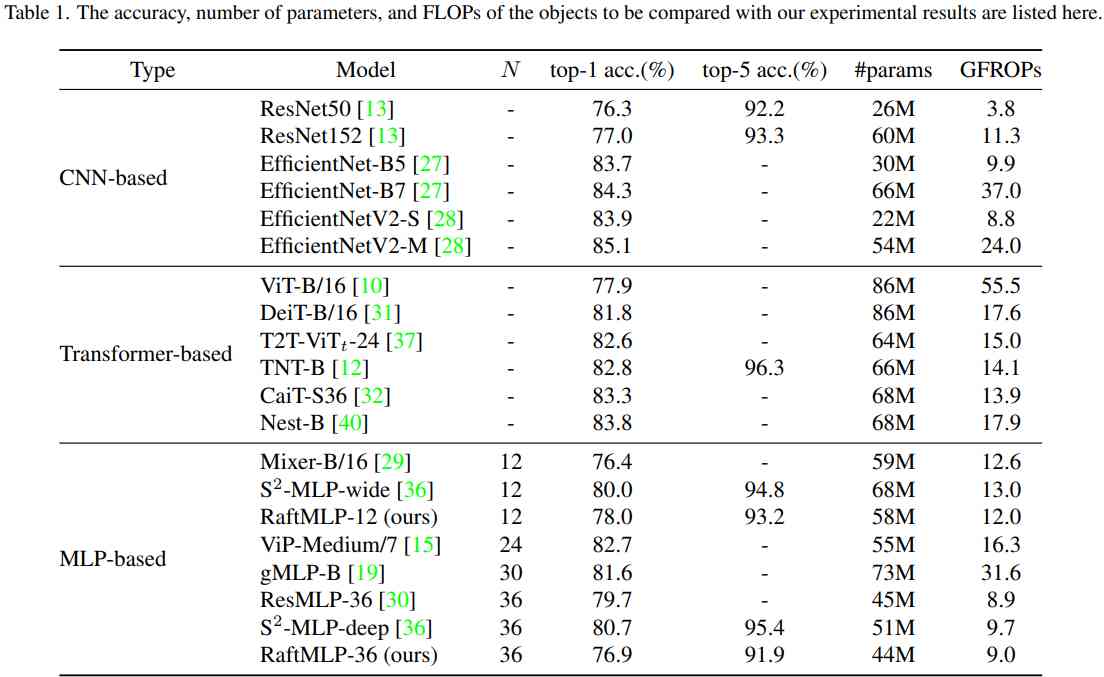 Table 1. The accuracy, number of parameters, and FLOPs of the objects to be compared with our experimental results are listed here.
Type Model N top-1 acc.(%) top-5 acc.(%) #params GFROPs
ResNet50 [13] - 76.3 92.2 26M 3.8
ResNet152 [13] - 77.0 93.3 60M 11.3
EfficientNet-B5 [27] - 83.7 - 30M 9.9
CNN-based
EfficientNet-B7 [27] - 84.3 - 66M 37.0
EfficientNetV2-S [28] - 83.9 - 22M 8.8
EfficientNetV2-M [28] - 85.1 - 54M 24.0
ViT-B/16 [10] - 77.9 - 86M 55.5
DeiT-B/16 [31] - 81.8 - 86M 17.6
T2T-ViTt-24 [37] - 82.6 - 64M 15.0
Transformer-based
TNT-B [12] - 82.8 96.3 66M 14.1
CaiT-S36 [32] - 83.3 - 68M 13.9
Nest-B [40] - 83.8 - 68M 17.9
Mixer-B/16 [29] 12 76.4 - 59M 12.6
S2-MLP-wide [36] 12 80.0 94.8 68M 13.0
RaftMLP-12 (ours) 12 78.0 93.2 58M 12.0
ViP-Medium/7 [15] 24 82.7 - 55M 16.3
MLP-based
gMLP-B [19] 30 81.6 - 73M 31.6
ResMLP-36 [30] 36 79.7 - 45M 8.9
S2-MLP-deep [36] 36 80.7 95.4 51M 9.7
RaftMLP-36 (ours) 36 76.9 91.9 44M 9.0